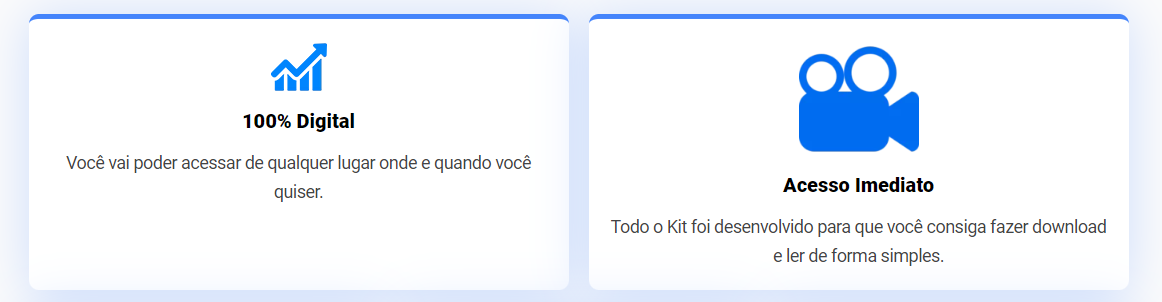 100% Digital
Você vai poder acessar de qualquer lugar onde e quando você
quiser.
Acesso Imediato
Todo o Kit foi desenvolvido para que você consiga fazer download
e ler de forma simples.